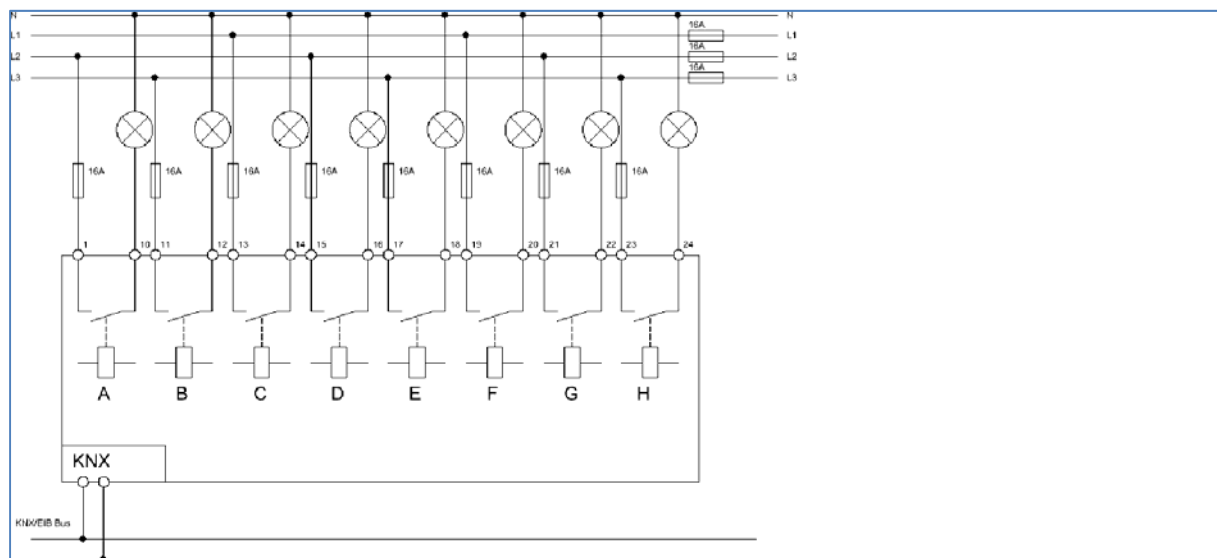 N N
16A
L1 L1
16A
L2 L2
16A
L3 L3
16A 16A 16A 16A 16A 16A 16A 16A
1 10 11 12 13 14 15 16 17 18 19 20 21 22 23 24
A B C D E F G H
KNX
KNX/EIB Bus